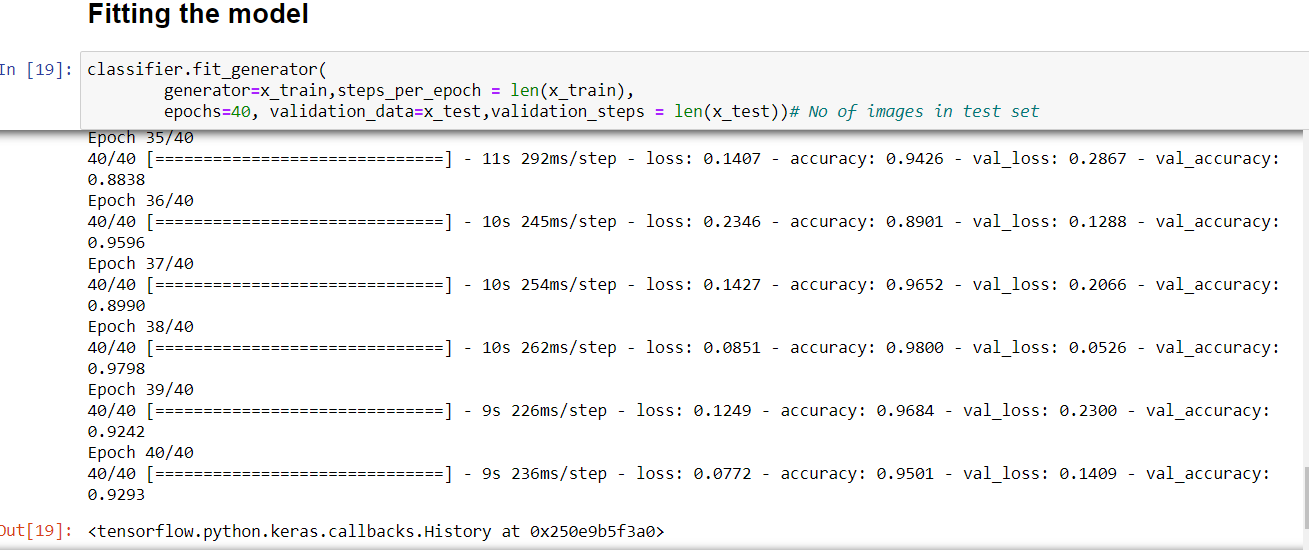 Fitting the model
In [19]: classifier.fit_generator(
generator=x_train,steps_per_epoch = len(x_train),
epochs=40, validation_data=x_test,validation_steps = len(x_test))# No of images in test set
Epoch 35/40
40/40 [==============================] - 11s 292ms/step - loss: 0.1407 - accuracy: 0.9426 - val_loss: 0.2867 - val_accuracy:
0.8838
Epoch 36/40
40/40 [==============================] - 10s 245ms/step - loss: 0.2346 - accuracy: 0.8901 - val_loss: 0.1288 - val_accuracy:
0.9596
Epoch 37/40
40/40 [==============================] - 10s 254ms/step - loss: 0.1427 - accuracy: 0.9652 - val_loss: 0.2066 - val_accuracy:
0.8990
Epoch 38/40
40/40 [==============================] - 10s 262ms/step - loss: 0.0851 - accuracy: 0.9800 - val_loss: 0.0526 - val_accuracy:
0.9798
Epoch 39/40
40/40 [==============================] - 9s 226ms/step - loss: 0.1249 - accuracy: 0.9684 - val_loss: 0.2300 - val_accuracy:
0.9242
Epoch 40/40
40/40 [==============================] - 9s 236ms/step - loss: 0.0772 - accuracy: 0.9501 - val_loss: 0.1409 - val_accuracy:
0.9293
Out[19]: <tensorflow.python.keras.callbacks.History at 0x250e9b5f3a0>